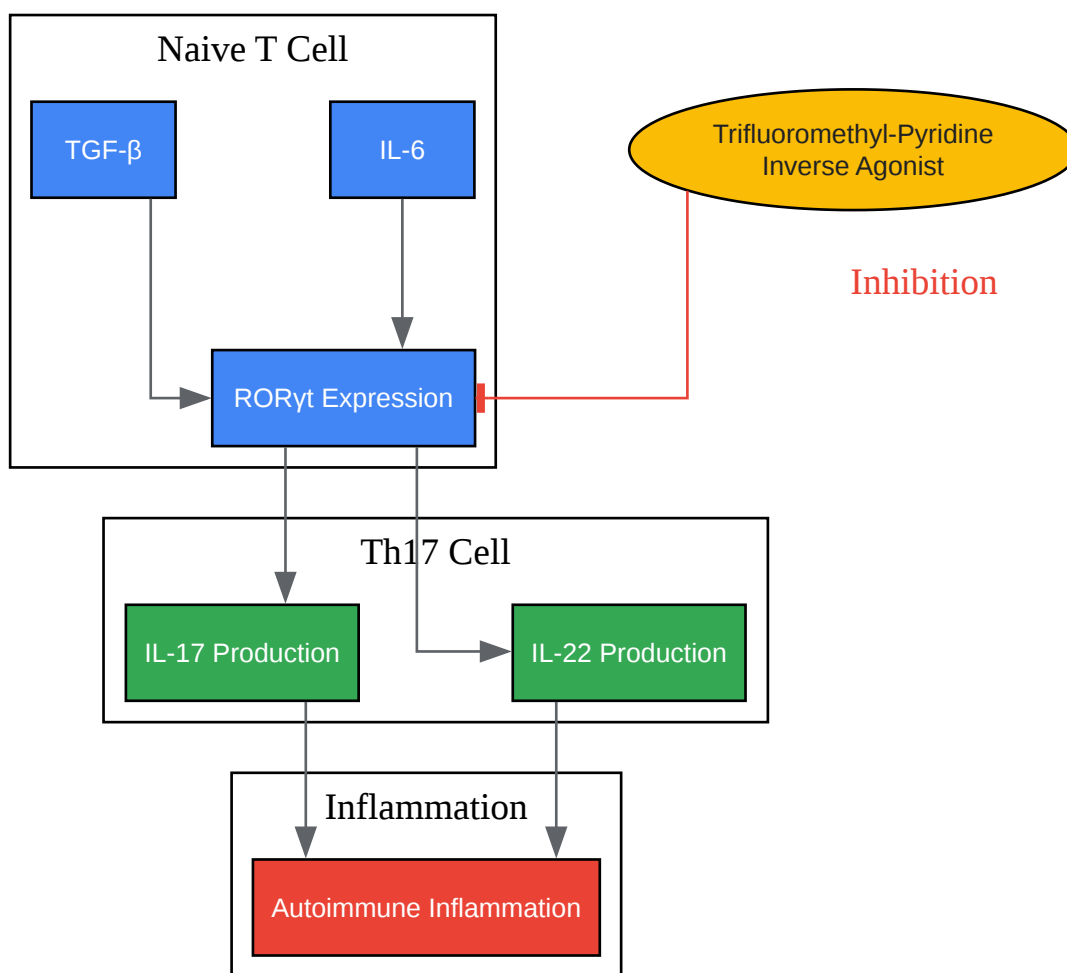 Naive T Cell
TGF-β
IL-6
Trifluoromethyl-Pyridine
Inverse Agonist
Inhibition
RORγt Expression
Th17 Cell
IL-17 Production
IL-22 Production
Inflammation
Autoimmune Inflammation